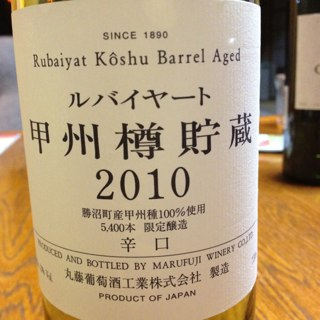 SINCE 1890
Rubaiyat Kôshu Barrel Aged
ルバイヤート
甲州樽貯蔵
2010
勝沼町産甲州種100%使用
5,400本 限定醸造
辛口
PRODUCED AND BOTTLED BY MARUFUJI WINERY CO.,LTD
丸藤葡萄酒工業株式会社 製造
PRODUCT OF JAPAN